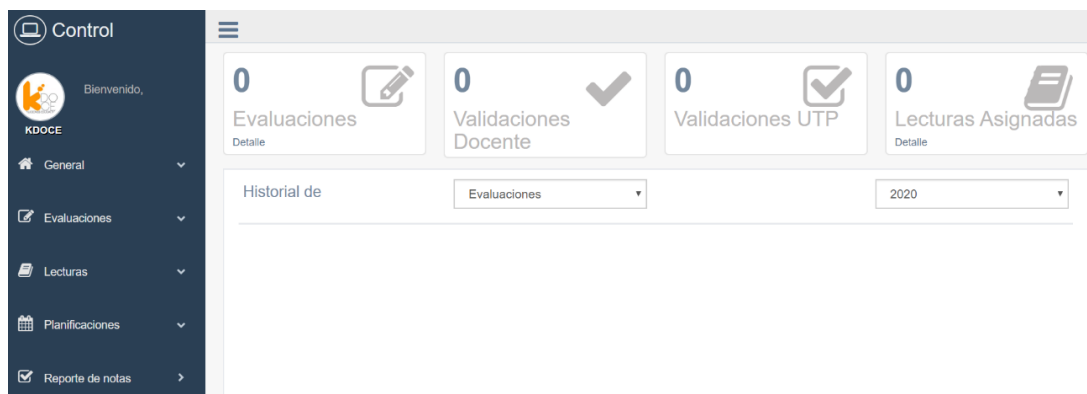 Control
Bienvenido,
KDOCE
General
Evaluaciones
Lecturas
Planificaciones
Reporte de notas
0
Evaluaciones
Detalle
0
Validaciones
Docente
0
Validaciones UTP
0
Lecturas Asignadas
Detalle
Historial de
Evaluaciones
2020